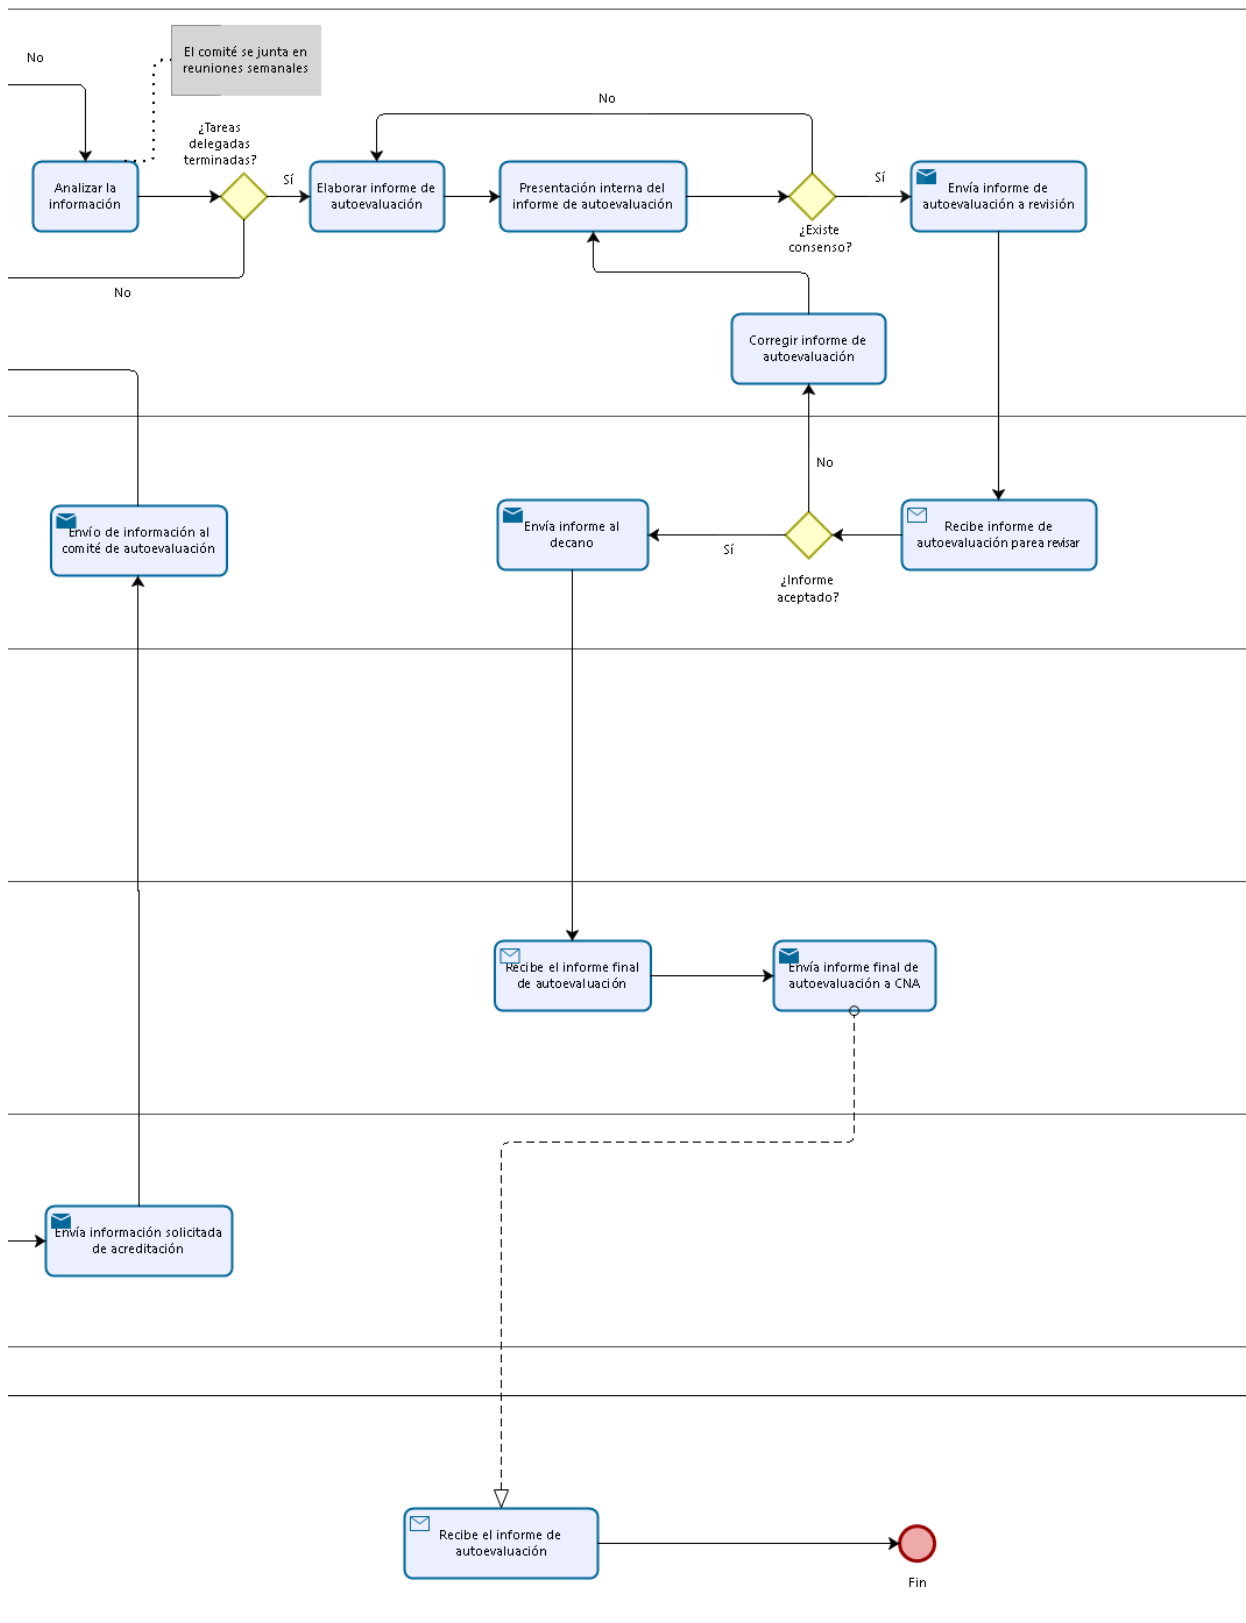 No
El comité se junta en
reuniones semanales
No
¿Tareas
delegadas
terminadas?
Analizar la
información
Sí
Elaborar informe de
autoevaluación
Presentación interna del
informe de autoevaluación
Sí
Envía informe de
autoevaluación a revisión
¿Existe
consenso?
No
Corregir informe de
autoevaluación
No
Envío de información al
comité de autoevaluación
Envía informe al
decano
Sí
Recibe informe de
autoevaluación parea revisar
¿Informe
aceptado?
Recibe el informe final
de autoevaluación
Envía informe final de
autoevaluación a CNA
Envía información solicitada
de acreditación
Recibe el informe de
autoevaluación
Fin